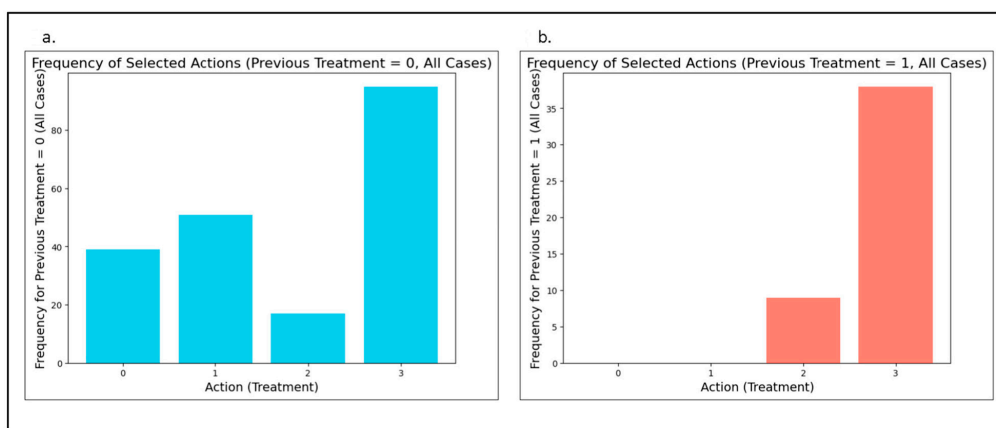 a.
Frequency of Selected Actions (Previous Treatment = 0, All Cases)
Frequency for Previous Treatment = 0 (All Cases)
80
60
40
20
0
0 1 2 3
Action (Treatment)
b.
Frequency of Selected Actions (Previous Treatment = 1, All Cases)
Frequency for Previous Treatment = 1 (All Cases)
35
30
25
20
15
10
5
0
0 1 2 3
Action (Treatment)